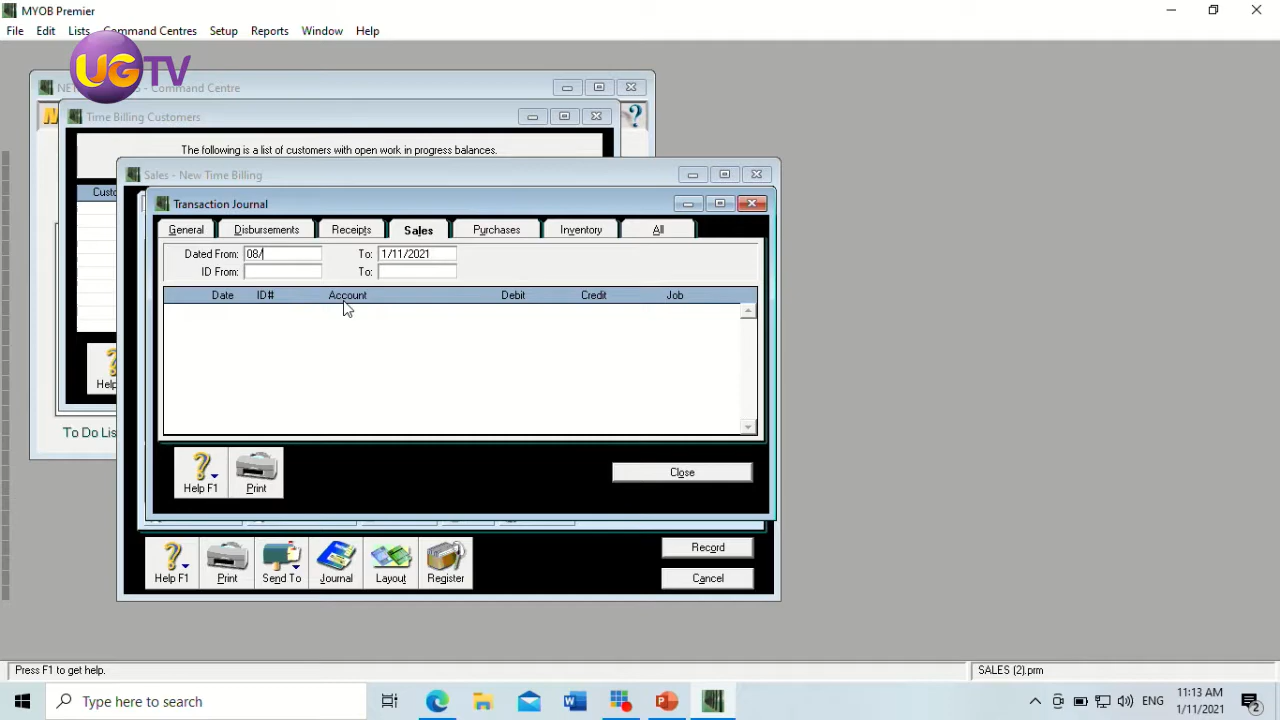 MYOB Premier
File Edit Lists Command Centres Setup Reports Window Help
UGTV
- Command Centre
Time Billing Customers
The following is a list of customers with open work in progress balances.
Sales - New Time Billing
Transaction Journal
General Disbursements Receipts Sales Purchases Inventory All
Dated From: 08/ To: 1/11/2021
ID From: To:
Date ID# Account Debit Credit Job
To Do Lis
Help F1 Print Close
Record
Help F1 Print Send To Journal Layout Register Cancel
Press F1 to get help. SALES (2).prm
Type here to search
ENG 11:13 AM
1/11/2021 2